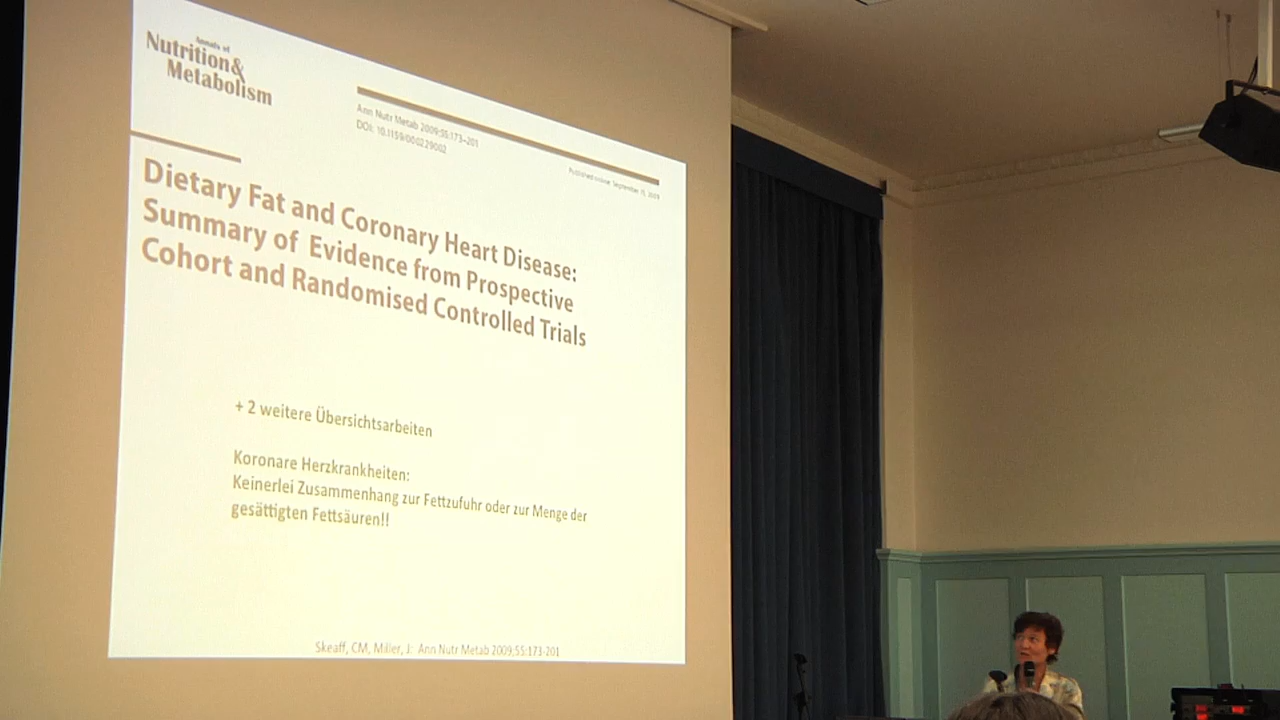 Annals of
Nutrition&
Metabolism
Ann Nutr Metab 2009;55:173–201
DOI: 10.1159/000229002
Published online: September 15, 2009
Dietary Fat and Coronary Heart Disease:
Summary of Evidence from Prospective
Cohort and Randomised Controlled Trials
+ 2 weitere Übersichtsarbeiten
Koronare Herzkrankheiten:
Keinerlei Zusammenhang zur Fettzufuhr oder zur Menge der
gesättigten Fettsäuren!!
Skeaff, CM, Miller, J: Ann Nutr Metab 2009;55:173-201